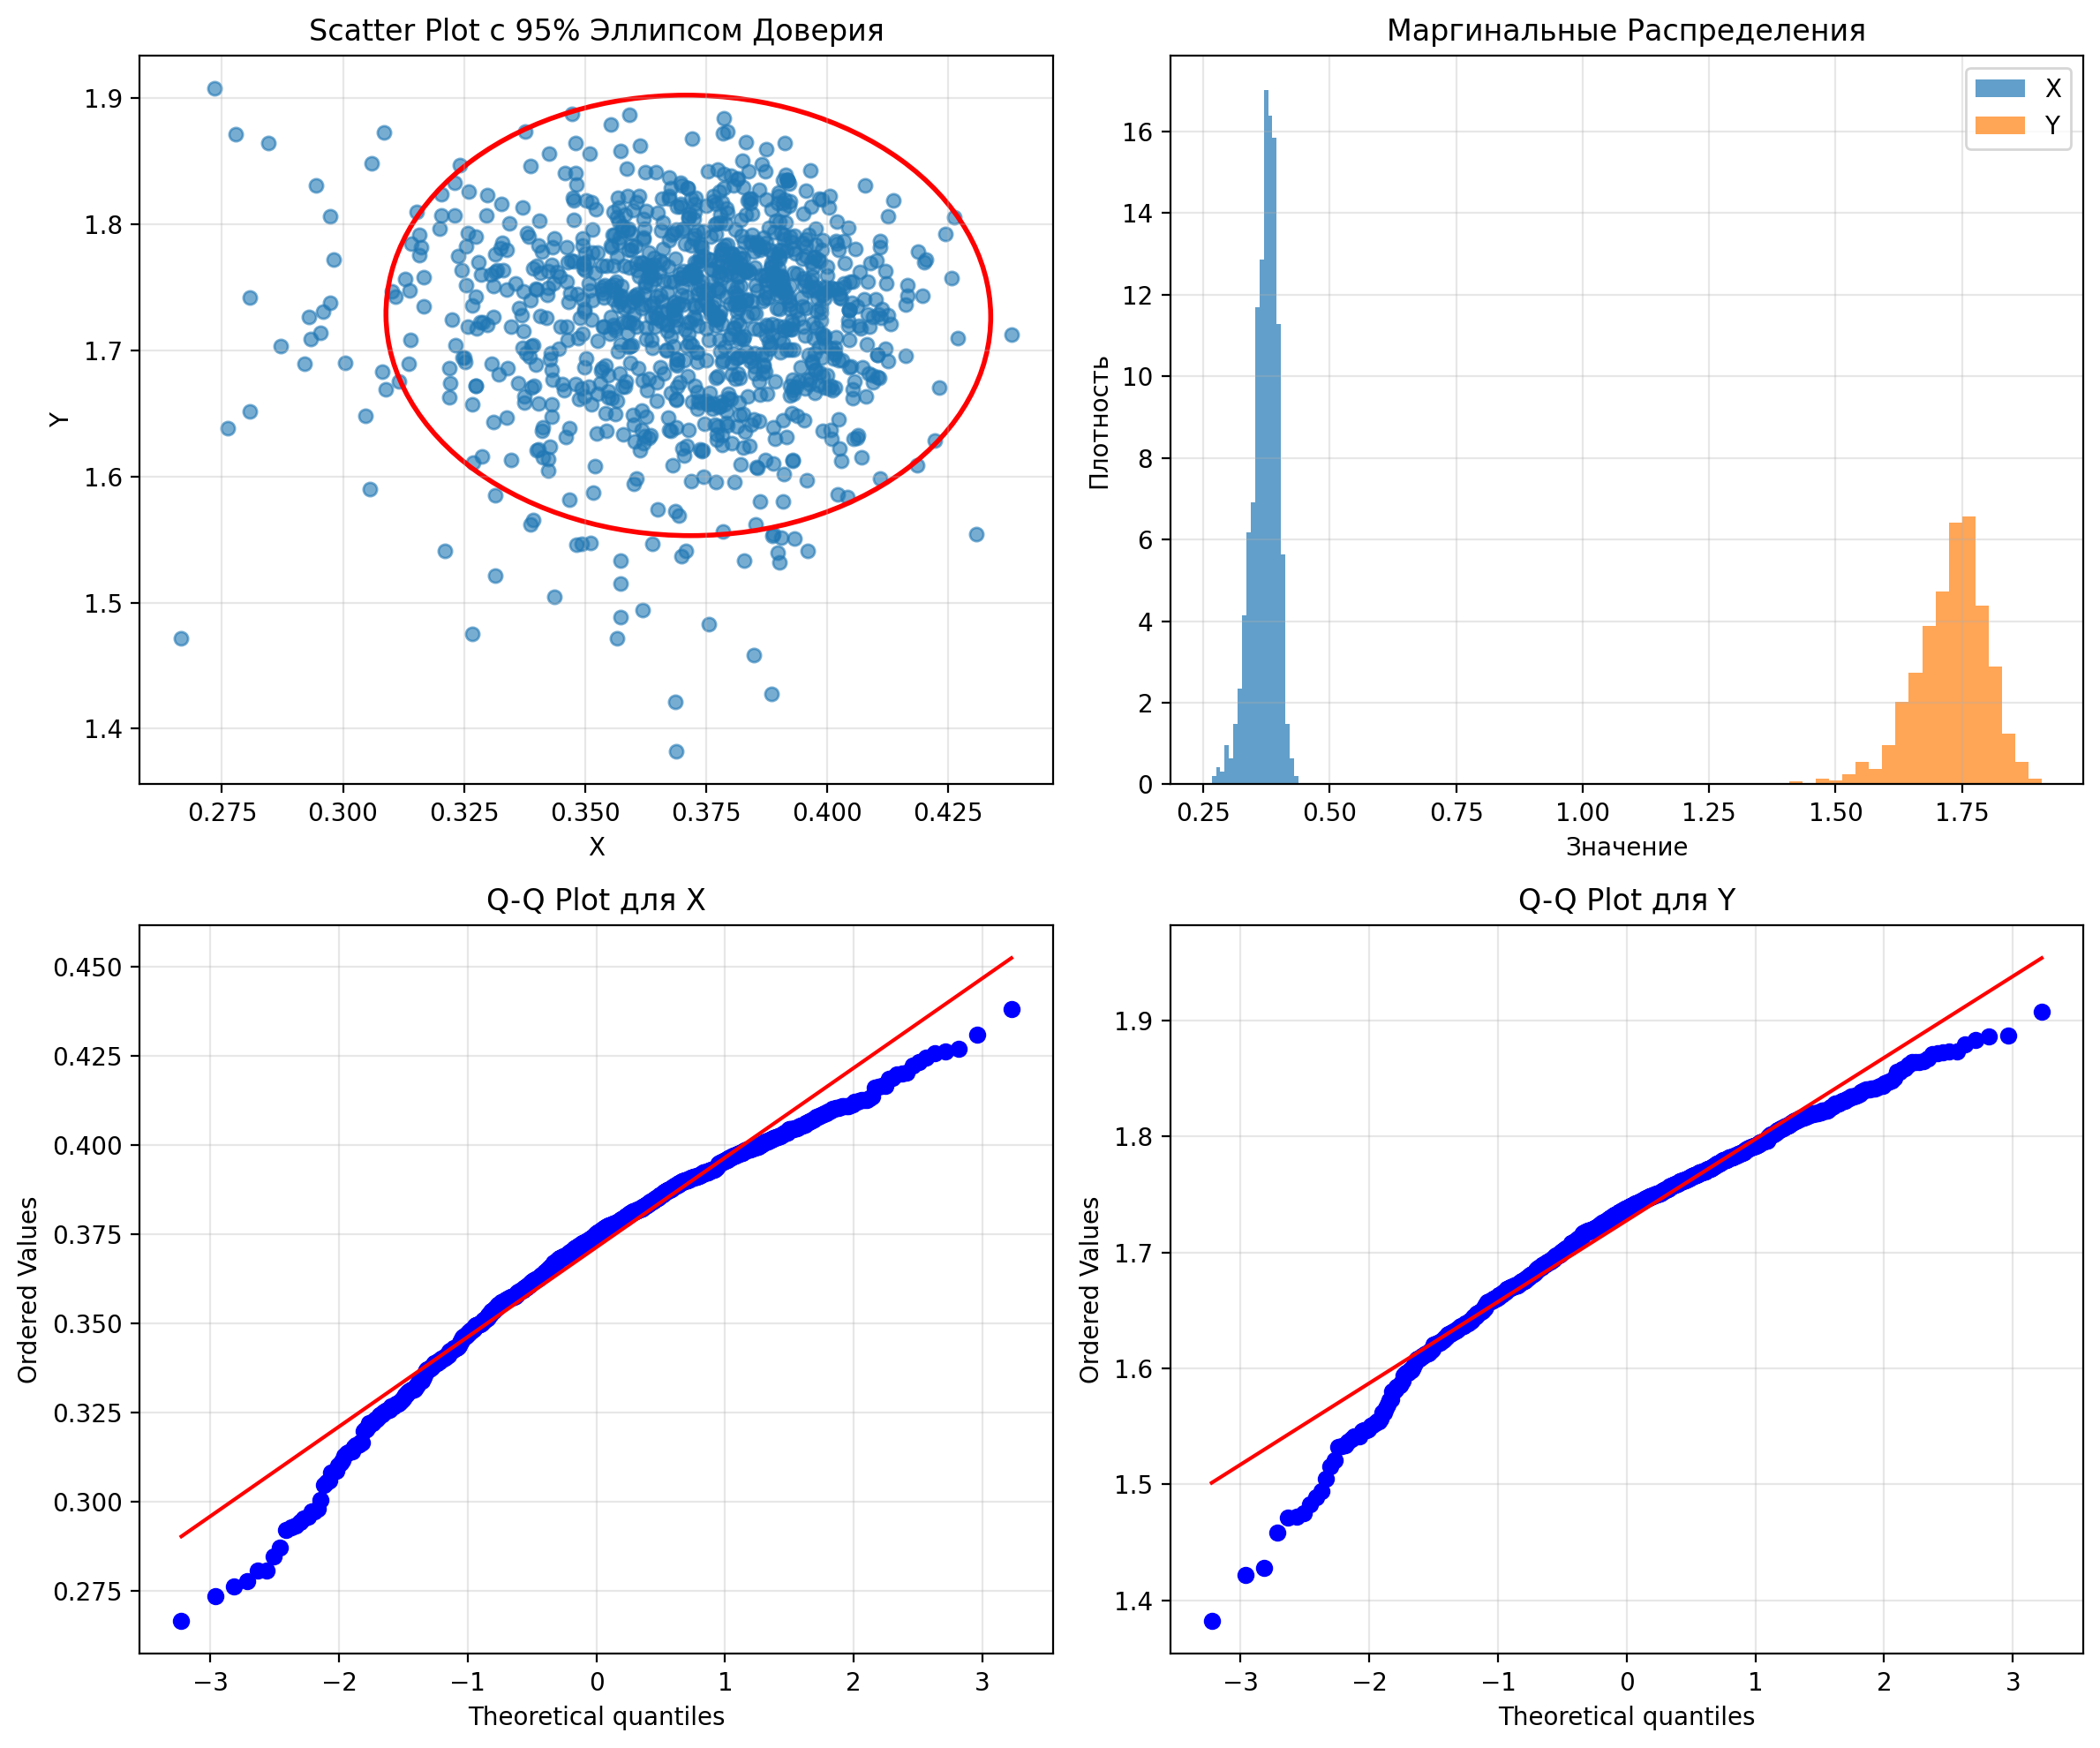 Scatter Plot с 95% Эллипсом Доверия
1.9
1.8
1.7
1.6
1.5
1.4
Y
0.275 0.300 0.325 0.350 0.375 0.400 0.425
X
Маргинальные Распределения
X
Y
16
14
12
10
8
6
4
2
0
Плотность
0.25 0.50 0.75 1.00 1.25 1.50 1.75
Значение
Q-Q Plot для X
0.450
0.425
0.400
0.375
0.350
0.325
0.300
0.275
Ordered Values
−3 −2 −1 0 1 2 3
Theoretical quantiles
Q-Q Plot для Y
1.9
1.8
1.7
1.6
1.5
1.4
Ordered Values
−3 −2 −1 0 1 2 3
Theoretical quantiles